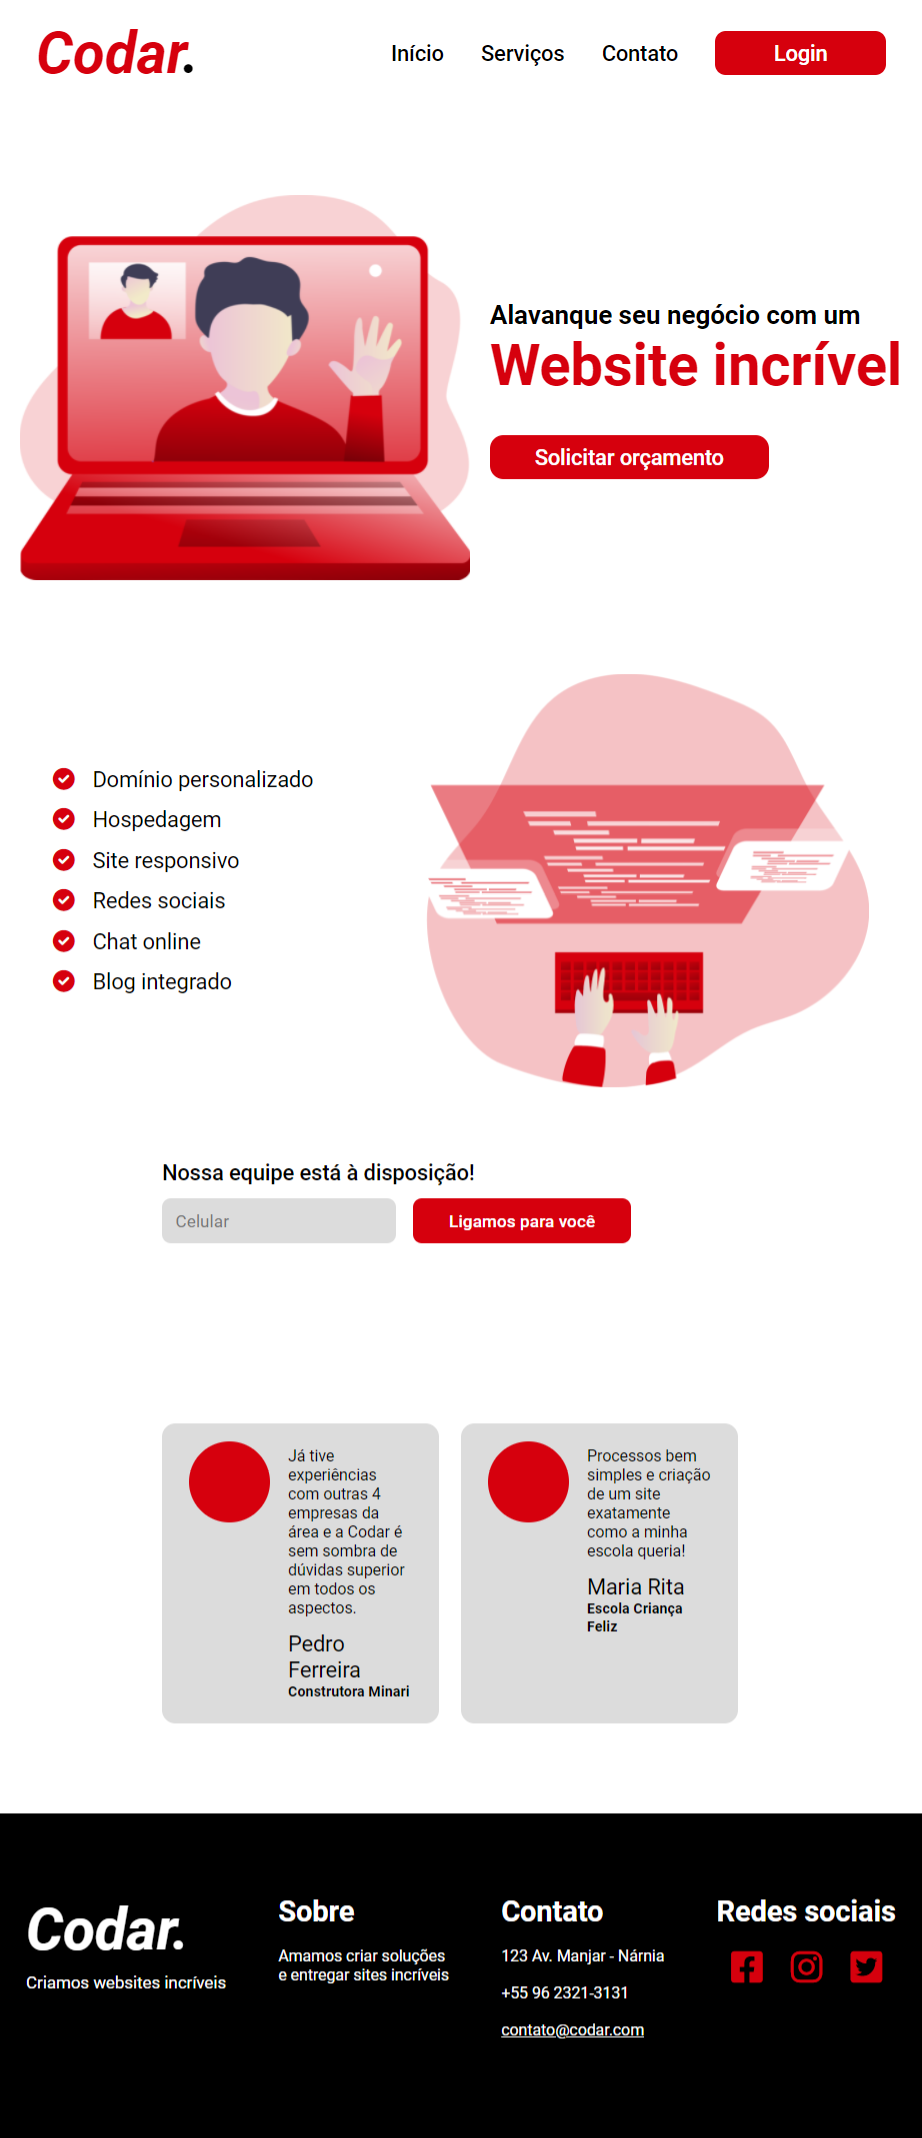 Codar.
Início
Serviços
Contato
Login
Alavanque seu negócio com um
Website incrível
Solicitar orçamento
Domínio personalizado
Hospedagem
Site responsivo
Redes sociais
Chat online
Blog integrado
Nossa equipe está à disposição!
Celular
Ligamos para você
Já tive
experiências
com outras 4
empresas da
área e a Codar é
sem sombra de
dúvidas superior
em todos os
aspectos.
Pedro
Ferreira
Construtora Minari
Processos bem
simples e criação
de um site
exatamente
como a minha
escola queria!
Maria Rita
Escola Criança
Feliz
Codar.
Criamos websites incríveis
Sobre
Amamos criar soluções
e entregar sites incríveis
Contato
123 Av. Manjar - Nárnia
+55 96 2321-3131
contato@codar.com
Redes sociais